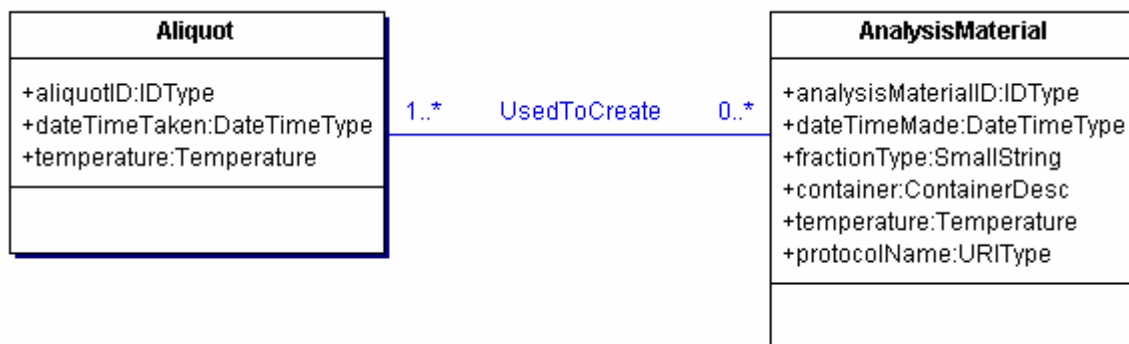 Aliquot
+aliquotID:IDType
+dateTimeTaken:DateTimeType
+temperature:Temperature
1..* UsedToCreate 0..*
AnalysisMaterial
+analysisMaterialID:IDType
+dateTimeMade:DateTimeType
+fractionType:SmallString
+container:ContainerDesc
+temperature:Temperature
+protocolName:URIType